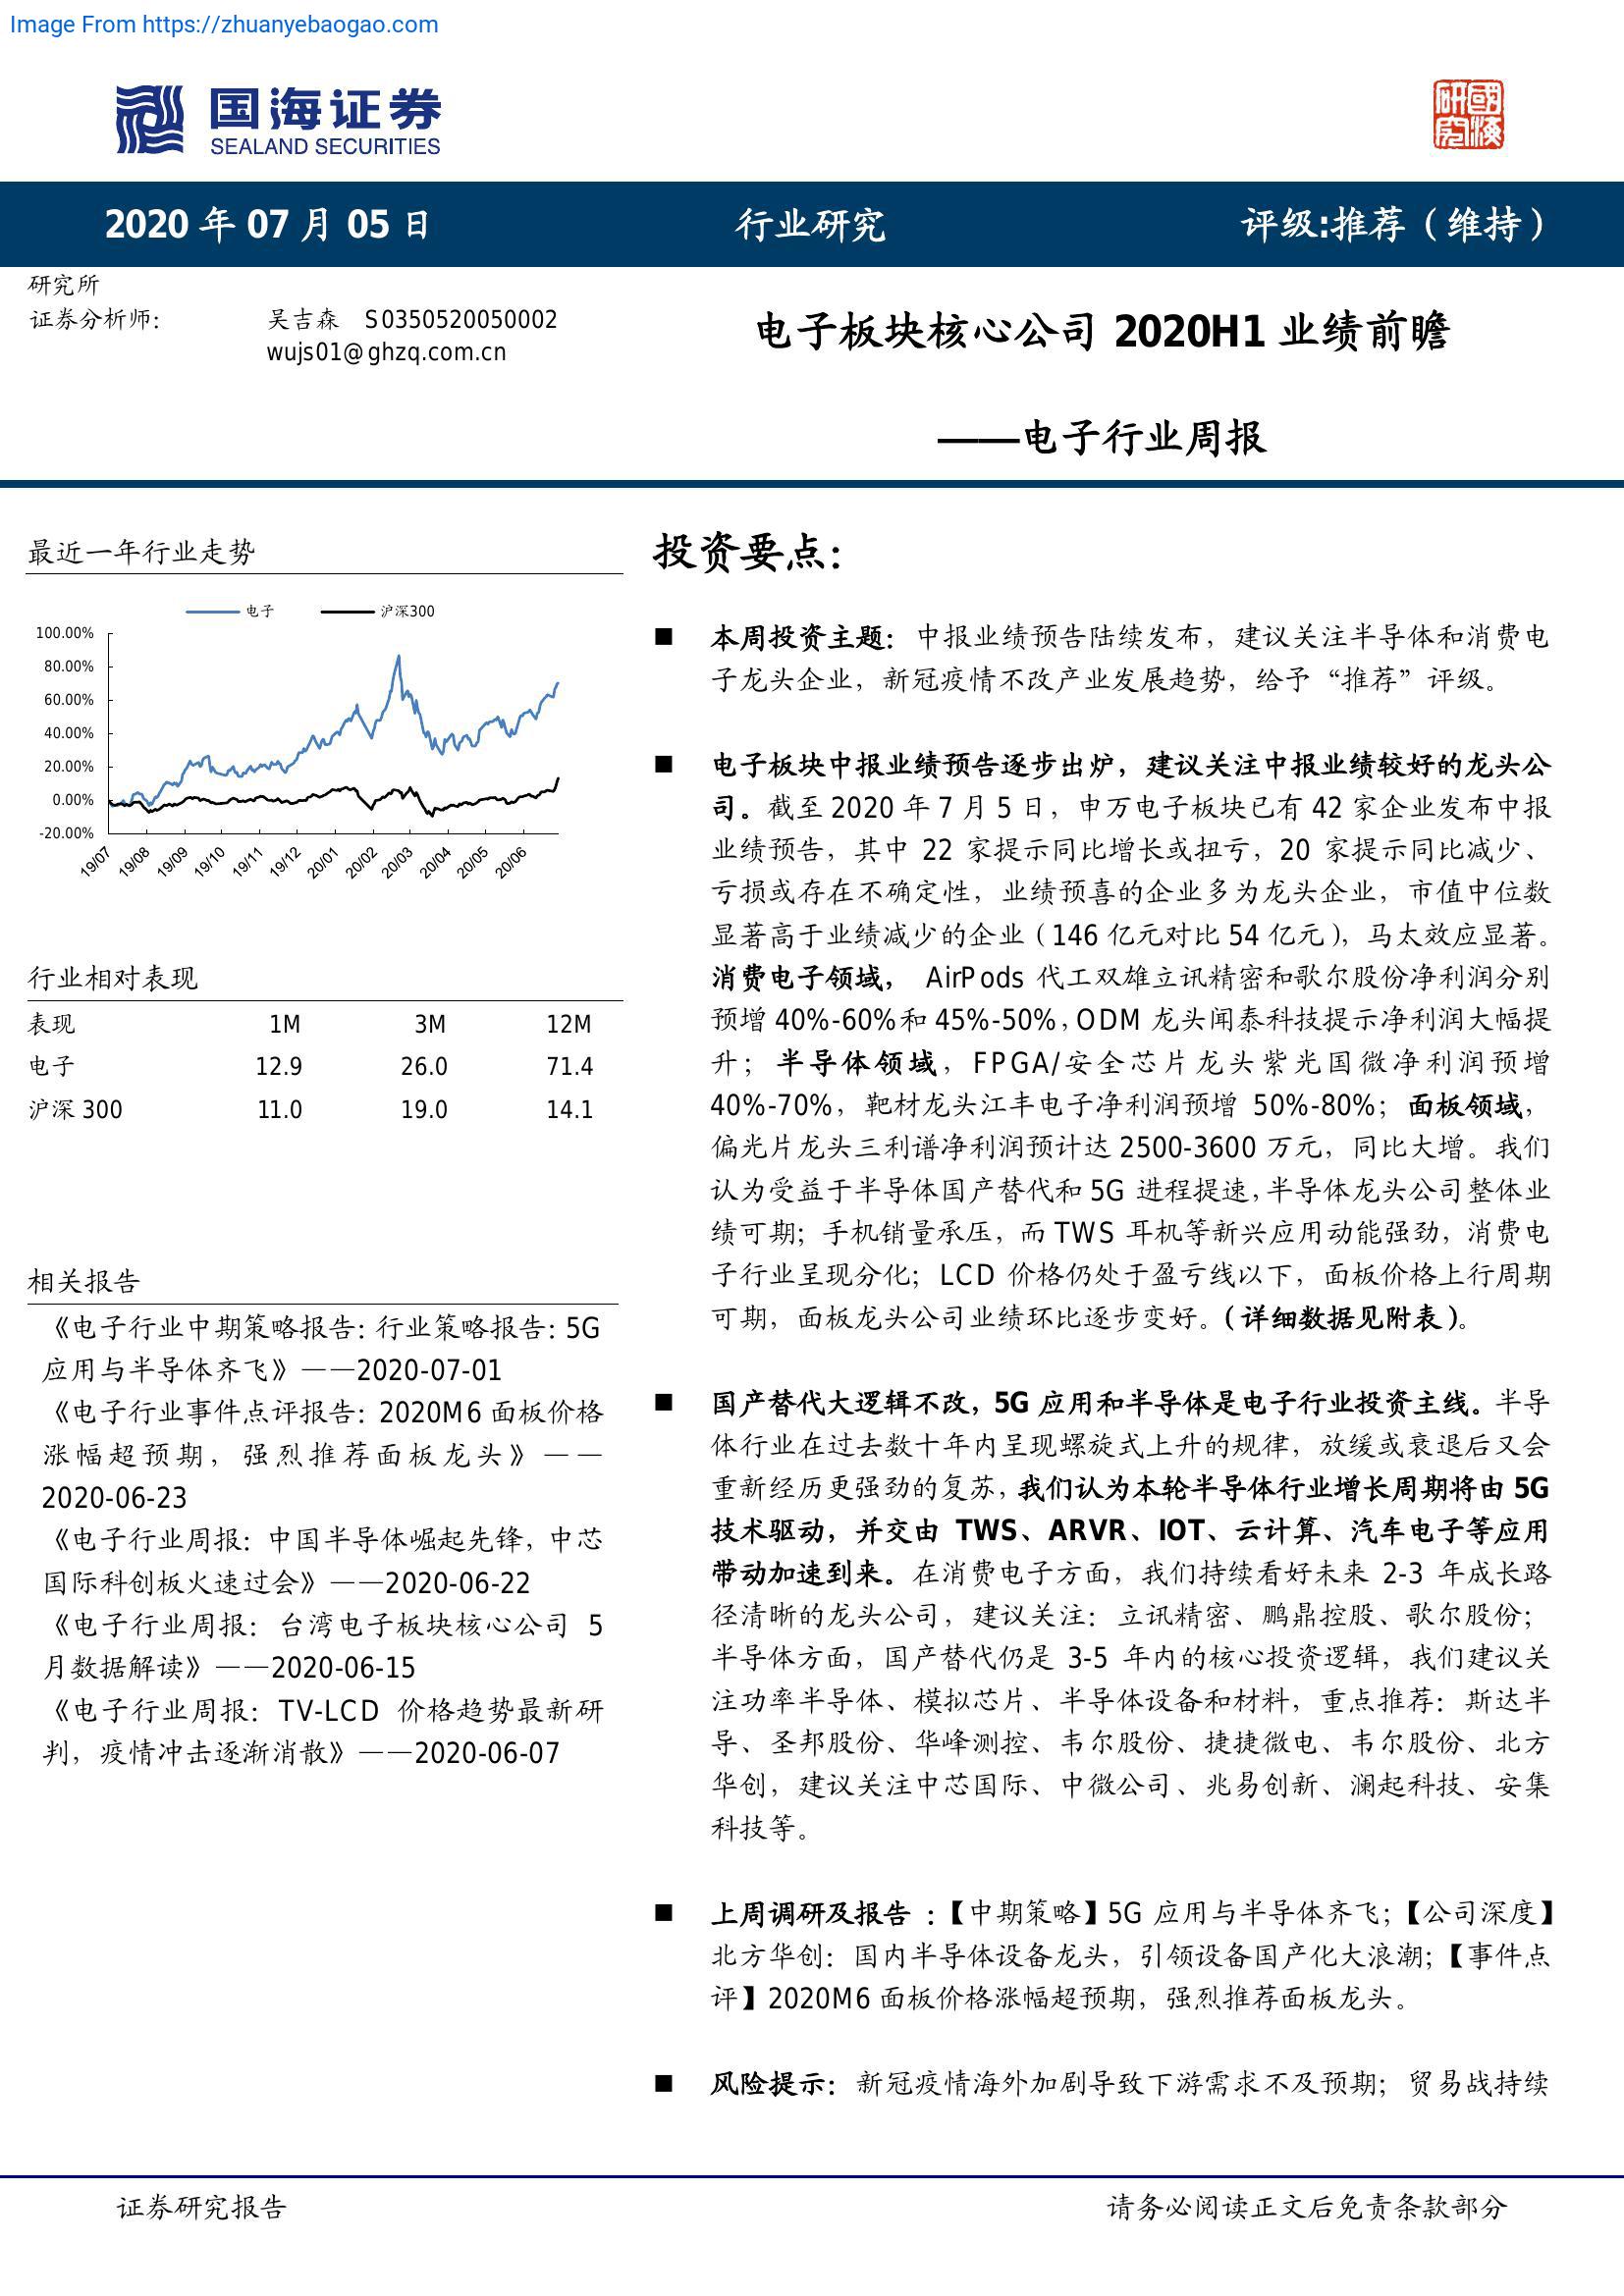 Image From https://zhuanyebaogao.com
国海证券
SEALAND SECURITIES
研國
究海
2020 年 07 月 05 日 行业研究 评级:推荐（维持）
研究所
证券分析师： 吴吉森 S0350520050002
wujs01@ghzq.com.cn
电子板块核心公司 2020H1 业绩前瞻
——电子行业周报
最近一年行业走势
电子 沪深300
100.00%
80.00%
60.00%
40.00%
20.00%
0.00%
-20.00%
19/07 19/08 19/09 19/10 19/11 19/12 20/01 20/02 20/03 20/04 20/05 20/06
行业相对表现
表现 1M 3M 12M
电子 12.9 26.0 71.4
沪深 300 11.0 19.0 14.1
相关报告
《电子行业中期策略报告：行业策略报告：5G
应用与半导体齐飞》——2020-07-01
《电子行业事件点评报告：2020M6 面板价格
涨幅超预期，强烈推荐面板龙头》——
2020-06-23
《电子行业周报：中国半导体崛起先锋，中芯
国际科创板火速过会》——2020-06-22
《电子行业周报：台湾电子板块核心公司 5
月数据解读》——2020-06-15
《电子行业周报：TV-LCD 价格趋势最新研
判，疫情冲击逐渐消散》——2020-06-07
投资要点：
■ 本周投资主题：中报业绩预告陆续发布，建议关注半导体和消费电
子龙头企业，新冠疫情不改产业发展趋势，给予“推荐”评级。
■ 电子板块中报业绩预告逐步出炉，建议关注中报业绩较好的龙头公
司。截至 2020 年 7 月 5 日，申万电子板块已有 42 家企业发布中报
业绩预告，其中 22 家提示同比增长或扭亏，20 家提示同比减少、
亏损或存在不确定性，业绩预喜的企业多为龙头企业，市值中位数
显著高于业绩减少的企业（146 亿元对比 54 亿元），马太效应显著。
消费电子领域， AirPods 代工双雄立讯精密和歌尔股份净利润分别
预增 40%-60%和 45%-50%，ODM 龙头闻泰科技提示净利润大幅提
升；半导体领域，FPGA/安全芯片龙头紫光国微净利润预增
40%-70%，靶材龙头江丰电子净利润预增 50%-80%；面板领域，
偏光片龙头三利谱净利润预计达 2500-3600 万元，同比大增。我们
认为受益于半导体国产替代和 5G 进程提速，半导体龙头公司整体业
绩可期；手机销量承压，而 TWS 耳机等新兴应用动能强劲，消费电
子行业呈现分化；LCD 价格仍处于盈亏线以下，面板价格上行周期
可期，面板龙头公司业绩环比逐步变好。（详细数据见附表）。
■ 国产替代大逻辑不改，5G 应用和半导体是电子行业投资主线。半导
体行业在过去数十年内呈现螺旋式上升的规律，放缓或衰退后又会
重新经历更强劲的复苏，我们认为本轮半导体行业增长周期将由 5G
技术驱动，并交由 TWS、ARVR、IOT、云计算、汽车电子等应用
带动加速到来。在消费电子方面，我们持续看好未来 2-3 年成长路
径清晰的龙头公司，建议关注：立讯精密、鹏鼎控股、歌尔股份；
半导体方面，国产替代仍是 3-5 年内的核心投资逻辑，我们建议关
注功率半导体、模拟芯片、半导体设备和材料，重点推荐：斯达半
导、圣邦股份、华峰测控、韦尔股份、捷捷微电、韦尔股份、北方
华创，建议关注中芯国际、中微公司、兆易创新、澜起科技、安集
科技等。
■ 上周调研及报告 ：【中期策略】5G 应用与半导体齐飞；【公司深度】
北方华创：国内半导体设备龙头，引领设备国产化大浪潮；【事件点
评】2020M6 面板价格涨幅超预期，强烈推荐面板龙头。
■ 风险提示：新冠疫情海外加剧导致下游需求不及预期；贸易战持续
证券研究报告 请务必阅读正文后免责条款部分